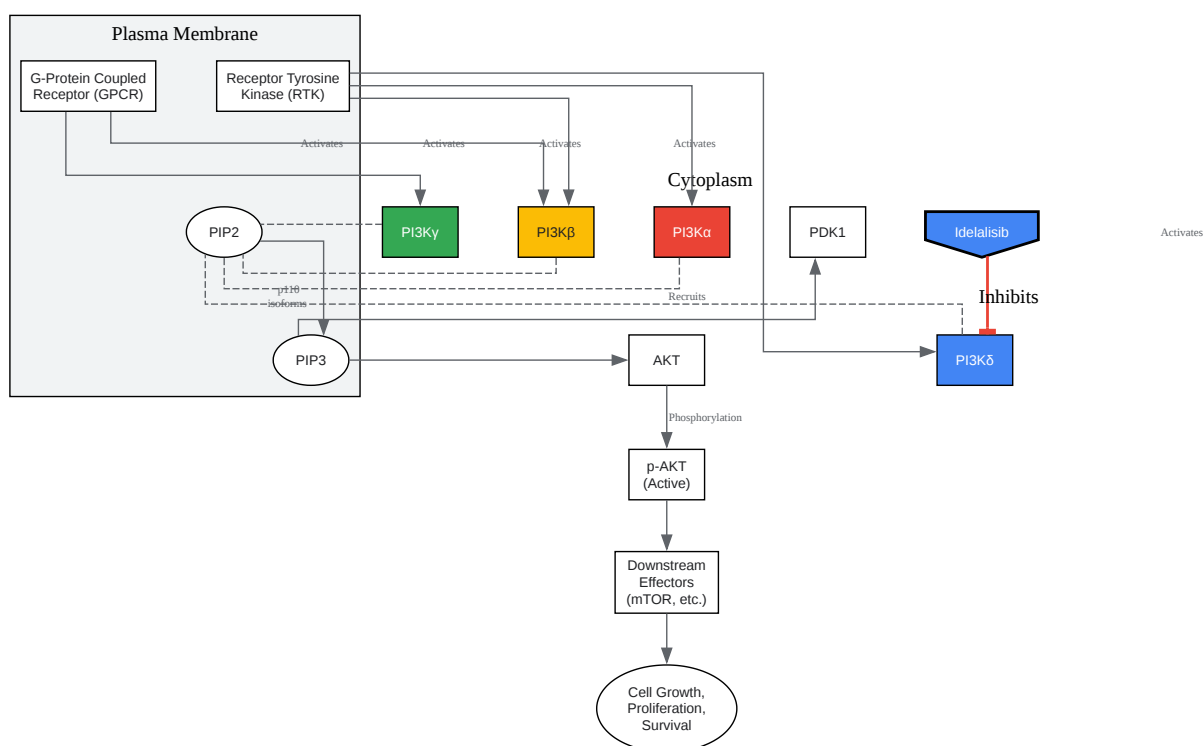 Plasma Membrane
G-Protein Coupled
Receptor (GPCR)
Receptor Tyrosine
Kinase (RTK)
Activates
Activates
Activates
Activates
Cytoplasm
PIP2
PI3Kγ
PI3Kβ
PI3Kα
PDK1
Idelalisib
Activates
p110
isoforms
Recruits
Inhibits
PIP3
AKT
PI3Kδ
Phosphorylation
p-AKT
(Active)
Downstream
Effectors
(mTOR, etc.)
Cell Growth,
Proliferation,
Survival